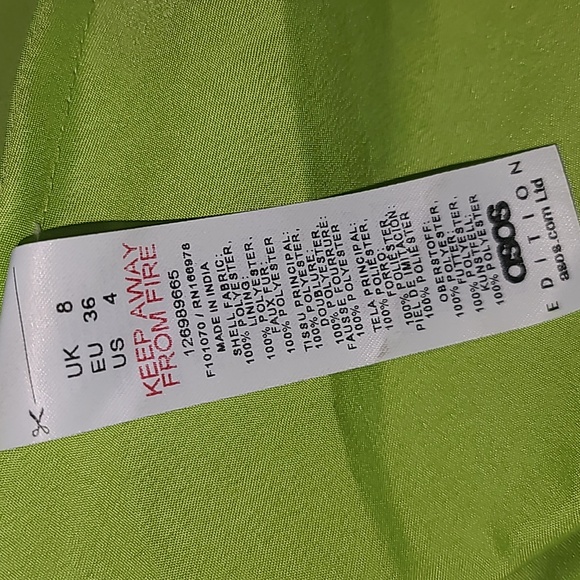 UK 8
EU 36
US 4
KEEP AWAY
FROM FIRE
126989665
F101070 / RN160978
MADE IN INDIA
SHELL FABRIC:
100% POLYESTER,
LINING:
100% POLYESTER,
FAUX FUR:
100% POLYESTER
TISSU PRINCIPAL:
100% POLYESTER,
DOUBLURE:
100% POLYESTER,
FAUSSE FOURRURE:
100% POLYESTER
TELA PRINCIPAL:
100% POLIÉSTER,
FORRO:
100% POLIÉSTER,
PIEL DE IMITACIÓN:
100% POLIÉSTER
OBERSTOFF:
100% POLYESTER,
FUTTER:
100% POLYESTER,
KUNSTFELL:
100% POLYESTER
asos
EDITION
asos.com Ltd